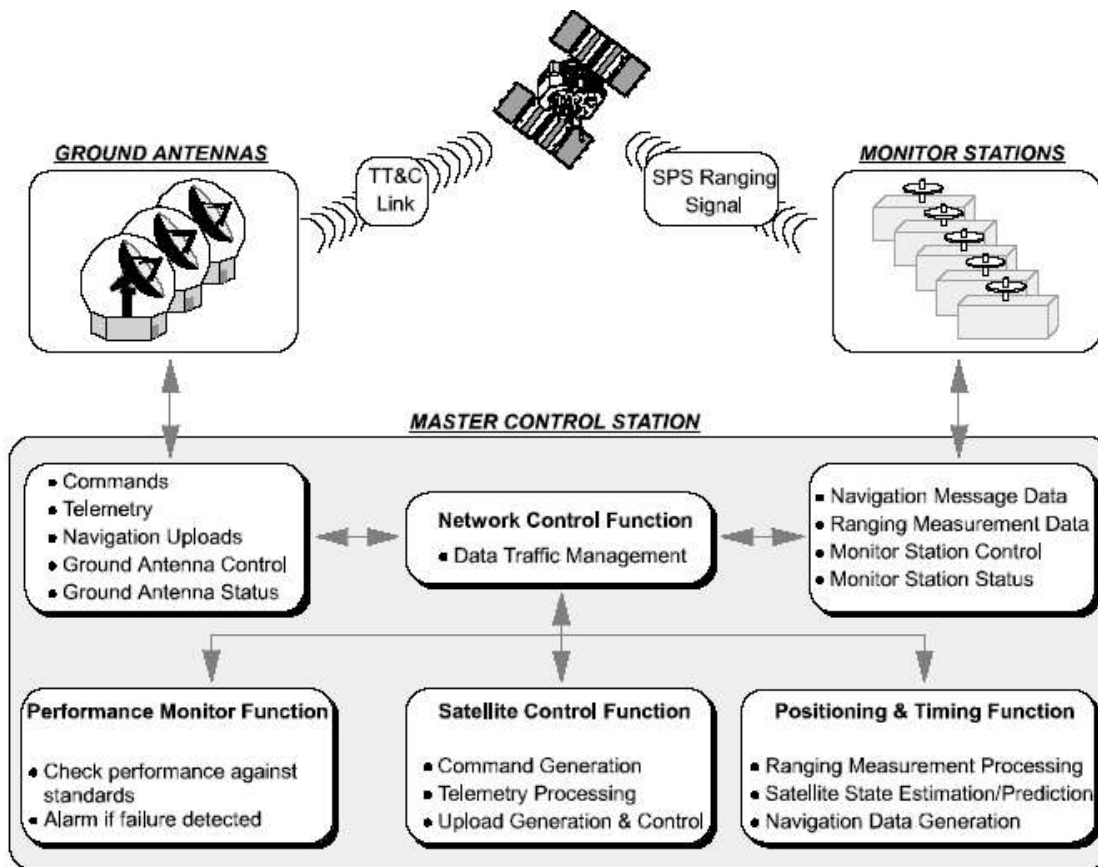 GROUND ANTENNAS
MONITOR STATIONS
TT&C
Link
SPS Ranging
Signal
MASTER CONTROL STATION
• Commands
• Telemetry
• Navigation Uploads
• Ground Antenna Control
• Ground Antenna Status
Network Control Function
• Data Traffic Management
• Navigation Message Data
• Ranging Measurement Data
• Monitor Station Control
• Monitor Station Status
Performance Monitor Function
• Check performance against
standards
• Alarm if failure detected
Satellite Control Function
• Command Generation
• Telemetry Processing
• Upload Generation & Control
Positioning & Timing Function
• Ranging Measurement Processing
• Satellite State Estimation/Prediction
• Navigation Data Generation